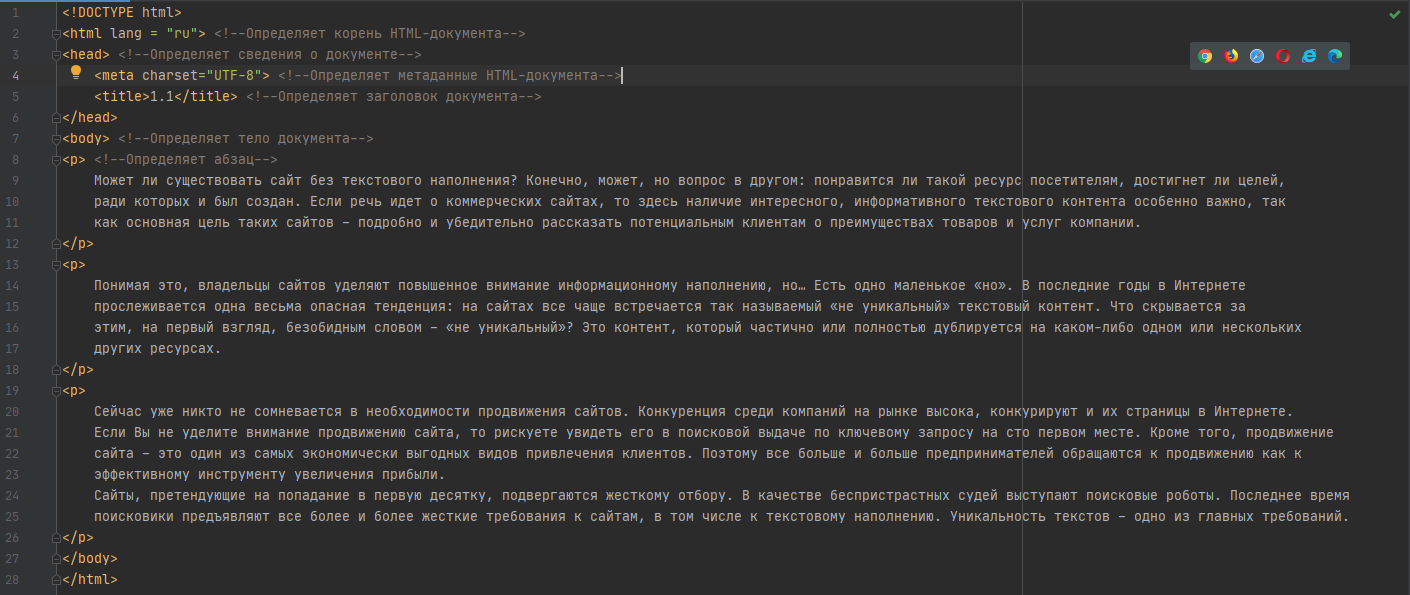 1 <!DOCTYPE html>
2 <html lang = "ru"> <!--Определяет корень HTML-документа-->
3 <head> <!--Определяет сведения о документе-->
4 <meta charset="UTF-8"> <!--Определяет метаданные HTML-документа-->
5 <title>1.1</title> <!--Определяет заголовок документа-->
6 </head>
7 <body> <!--Определяет тело документа-->
8 <p> <!--Определяет абзац-->
9 Может ли существовать сайт без текстового наполнения? Конечно, может, но вопрос в другом: понравится ли такой ресурс посетителям, достигнет ли целей,
10 ради которых и был создан. Если речь идет о коммерческих сайтах, то здесь наличие интересного, информативного текстового контента особенно важно, так
11 как основная цель таких сайтов – подробно и убедительно рассказать потенциальным клиентам о преимуществах товаров и услуг компании.
12 </p>
13 <p>
14 Понимая это, владельцы сайтов уделяют повышенное внимание информационному наполнению, но… Есть одно маленькое «но». В последние годы в Интернете
15 прослеживается одна весьма опасная тенденция: на сайтах все чаще встречается так называемый «не уникальный» текстовый контент. Что скрывается за
16 этим, на первый взгляд, безобидным словом – «не уникальный»? Это контент, который частично или полностью дублируется на каком-либо одном или нескольких
17 других ресурсах.
18 </p>
19 <p>
20 Сейчас уже никто не сомневается в необходимости продвижения сайтов. Конкуренция среди компаний на рынке высока, конкурируют и их страницы в Интернете.
21 Если Вы не уделите внимание продвижению сайта, то рискуете увидеть его в поисковой выдаче по ключевому запросу на сто первом месте. Кроме того, продвижение
22 сайта – это один из самых экономически выгодных видов привлечения клиентов. Поэтому все больше и больше предпринимателей обращаются к продвижению как к
23 эффективному инструменту увеличения прибыли.
24 Сайты, претендующие на попадание в первую десятку, подвергаются жесткому отбору. В качестве беспристрастных судей выступают поисковые роботы. Последнее время
25 поисковики предъявляют все более и более жесткие требования к сайтам, в том числе к текстовому наполнению. Уникальность текстов – одно из главных требований.
26 </p>
27 </body>
28 </html>